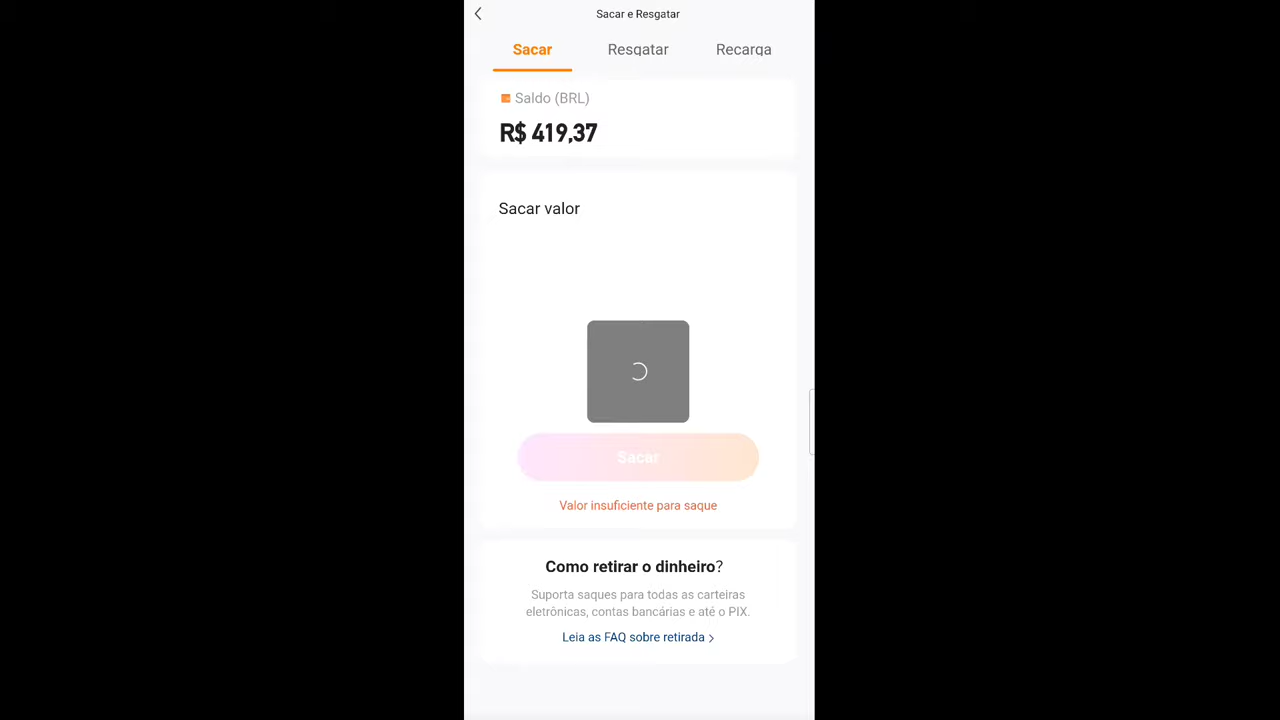 Sacar e Resgatar
Sacar Resgatar Recarga
Saldo (BRL)
R$ 419,37
Sacar valor
Sacar
Valor insuficiente para saque
Como retirar o dinheiro?
Suporta saques para todas as carteiras
eletrônicas, contas bancárias e até o PIX.
Leia as FAQ sobre retirada